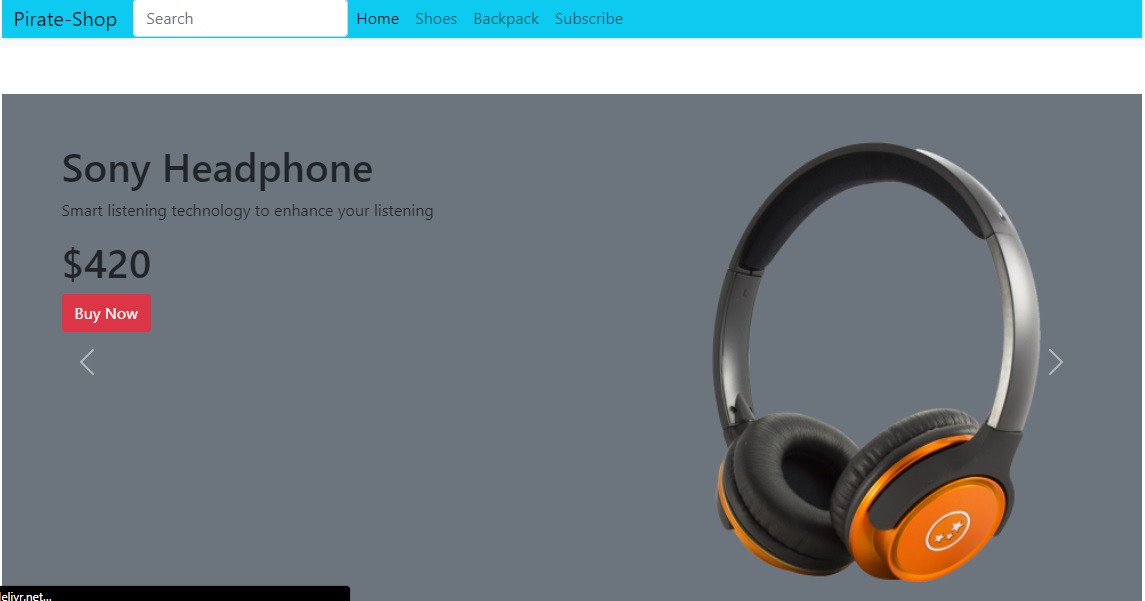 Pirate-Shop Search Home Shoes Backpack Subscribe
Sony Headphone
Smart listening technology to enhance your listening
$420
Buy Now
L
elivr.net...